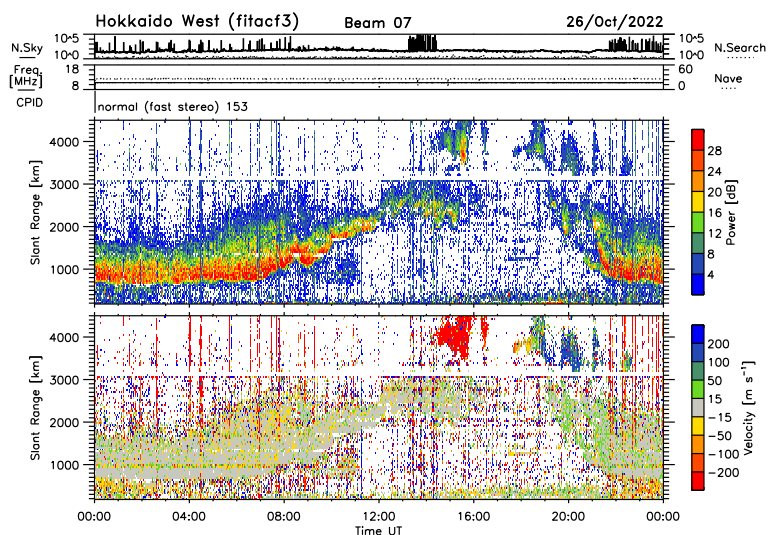 Hokkaido West (fitacf3) Beam 07 26/Oct/2022
N.Sky 10^5 10^0 10^5 10^0 N.Search
Freq. [MHz] 18 8 60 0 Nave
CPID normal (fast stereo) 153
Slant Range [km]
4000
3000
2000
1000
Power [dB]
28
24
20
16
12
8
4
Slant Range [km]
4000
3000
2000
1000
Velocity [m s⁻¹]
200
100
50
15
-15
-50
-100
-200
00:00 04:00 08:00 12:00 16:00 20:00 00:00
Time UT